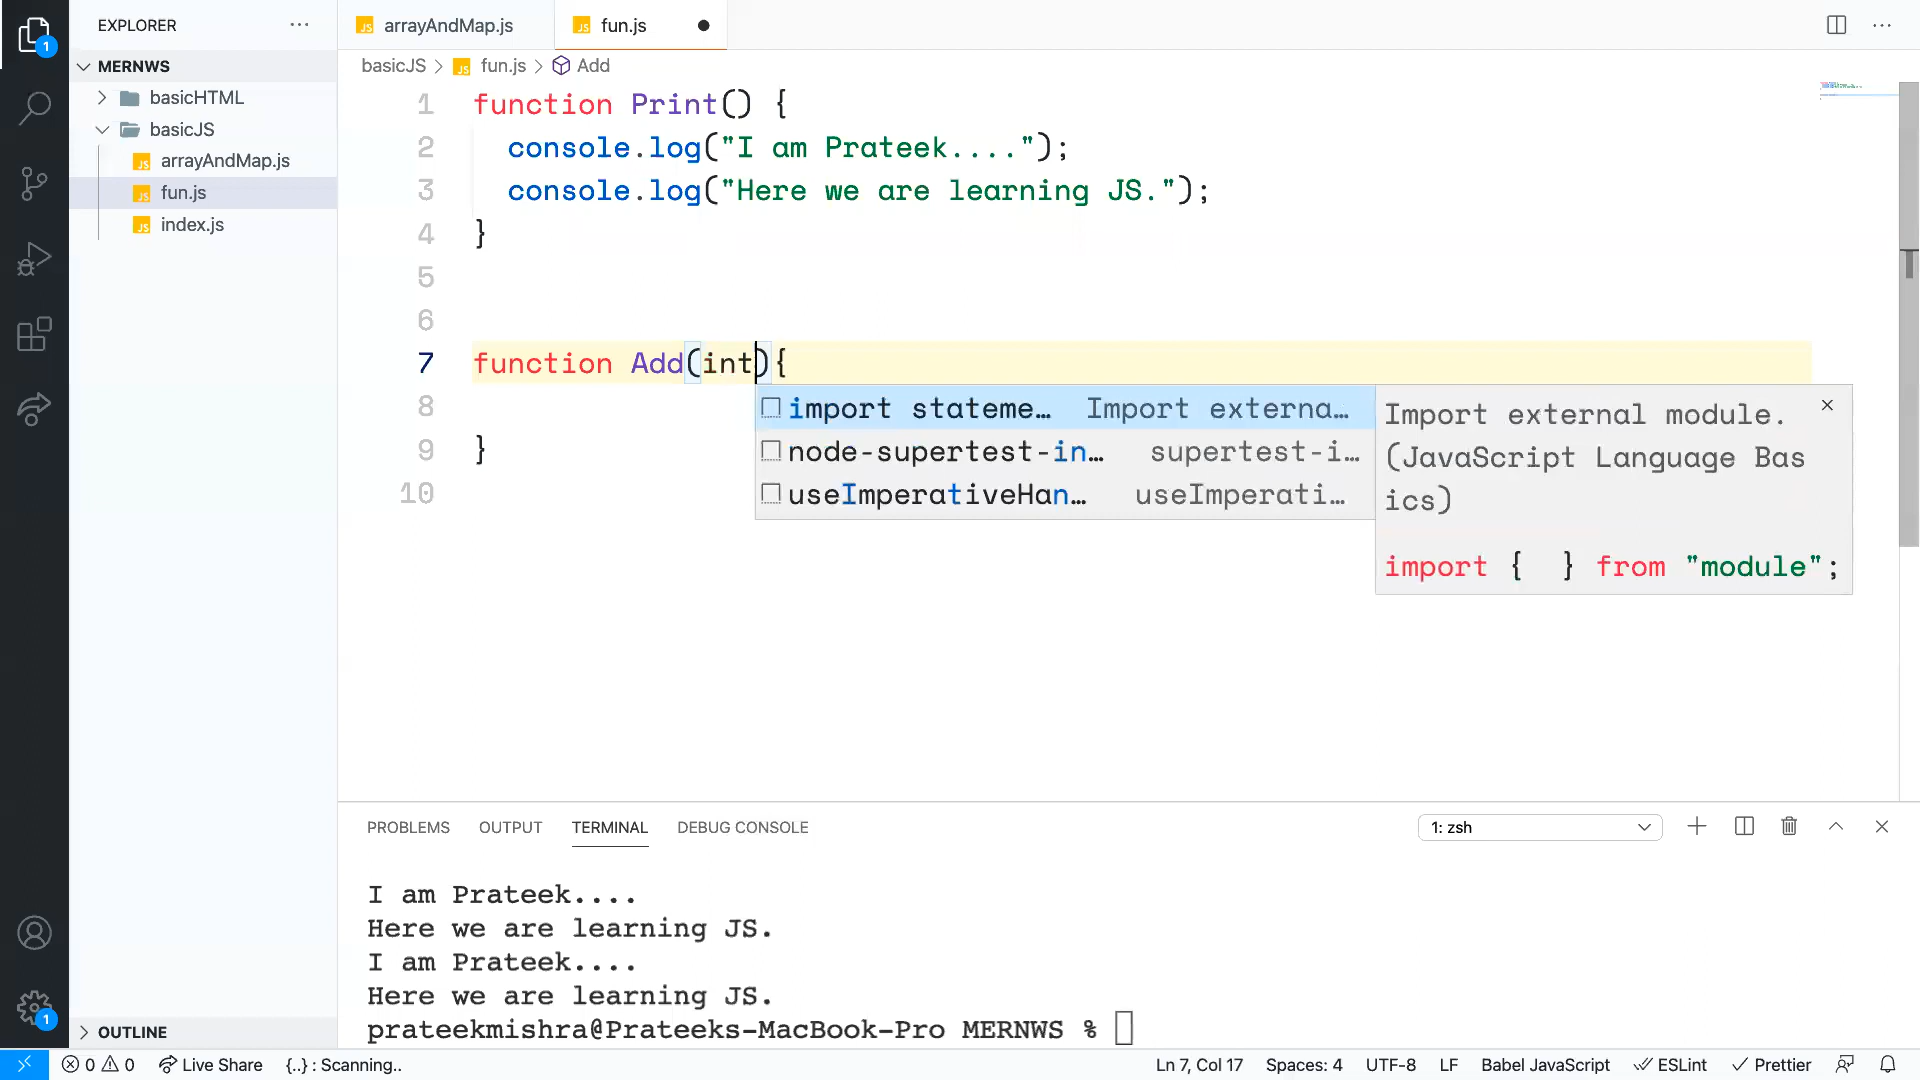 EXPLORER ···
arrayAndMap.js
fun.js
1
MERNWS
basicHTML
basicJS
arrayAndMap.js
fun.js
index.js
basicJS > fun.js > Add
1 function Print() {
2 console.log("I am Prateek....");
3 console.log("Here we are learning JS.");
4 }
5
6
7 function Add(int){
8
9 }
10
import stateme… Import externa…
node-supertest-in… supertest-i…
useImperativeHan… useImperati…
Import external module.
(JavaScript Language Bas
ics)
import { } from "module";
PROBLEMS OUTPUT TERMINAL DEBUG CONSOLE 1: zsh
I am Prateek....
Here we are learning JS.
I am Prateek....
Here we are learning JS.
prateekmishra@Prateeks-MacBook-Pro MERNWS %
1
OUTLINE
0 0 Live Share {..} : Scanning.. Ln 7, Col 17 Spaces: 4 UTF-8 LF Babel JavaScript ESLint Prettier